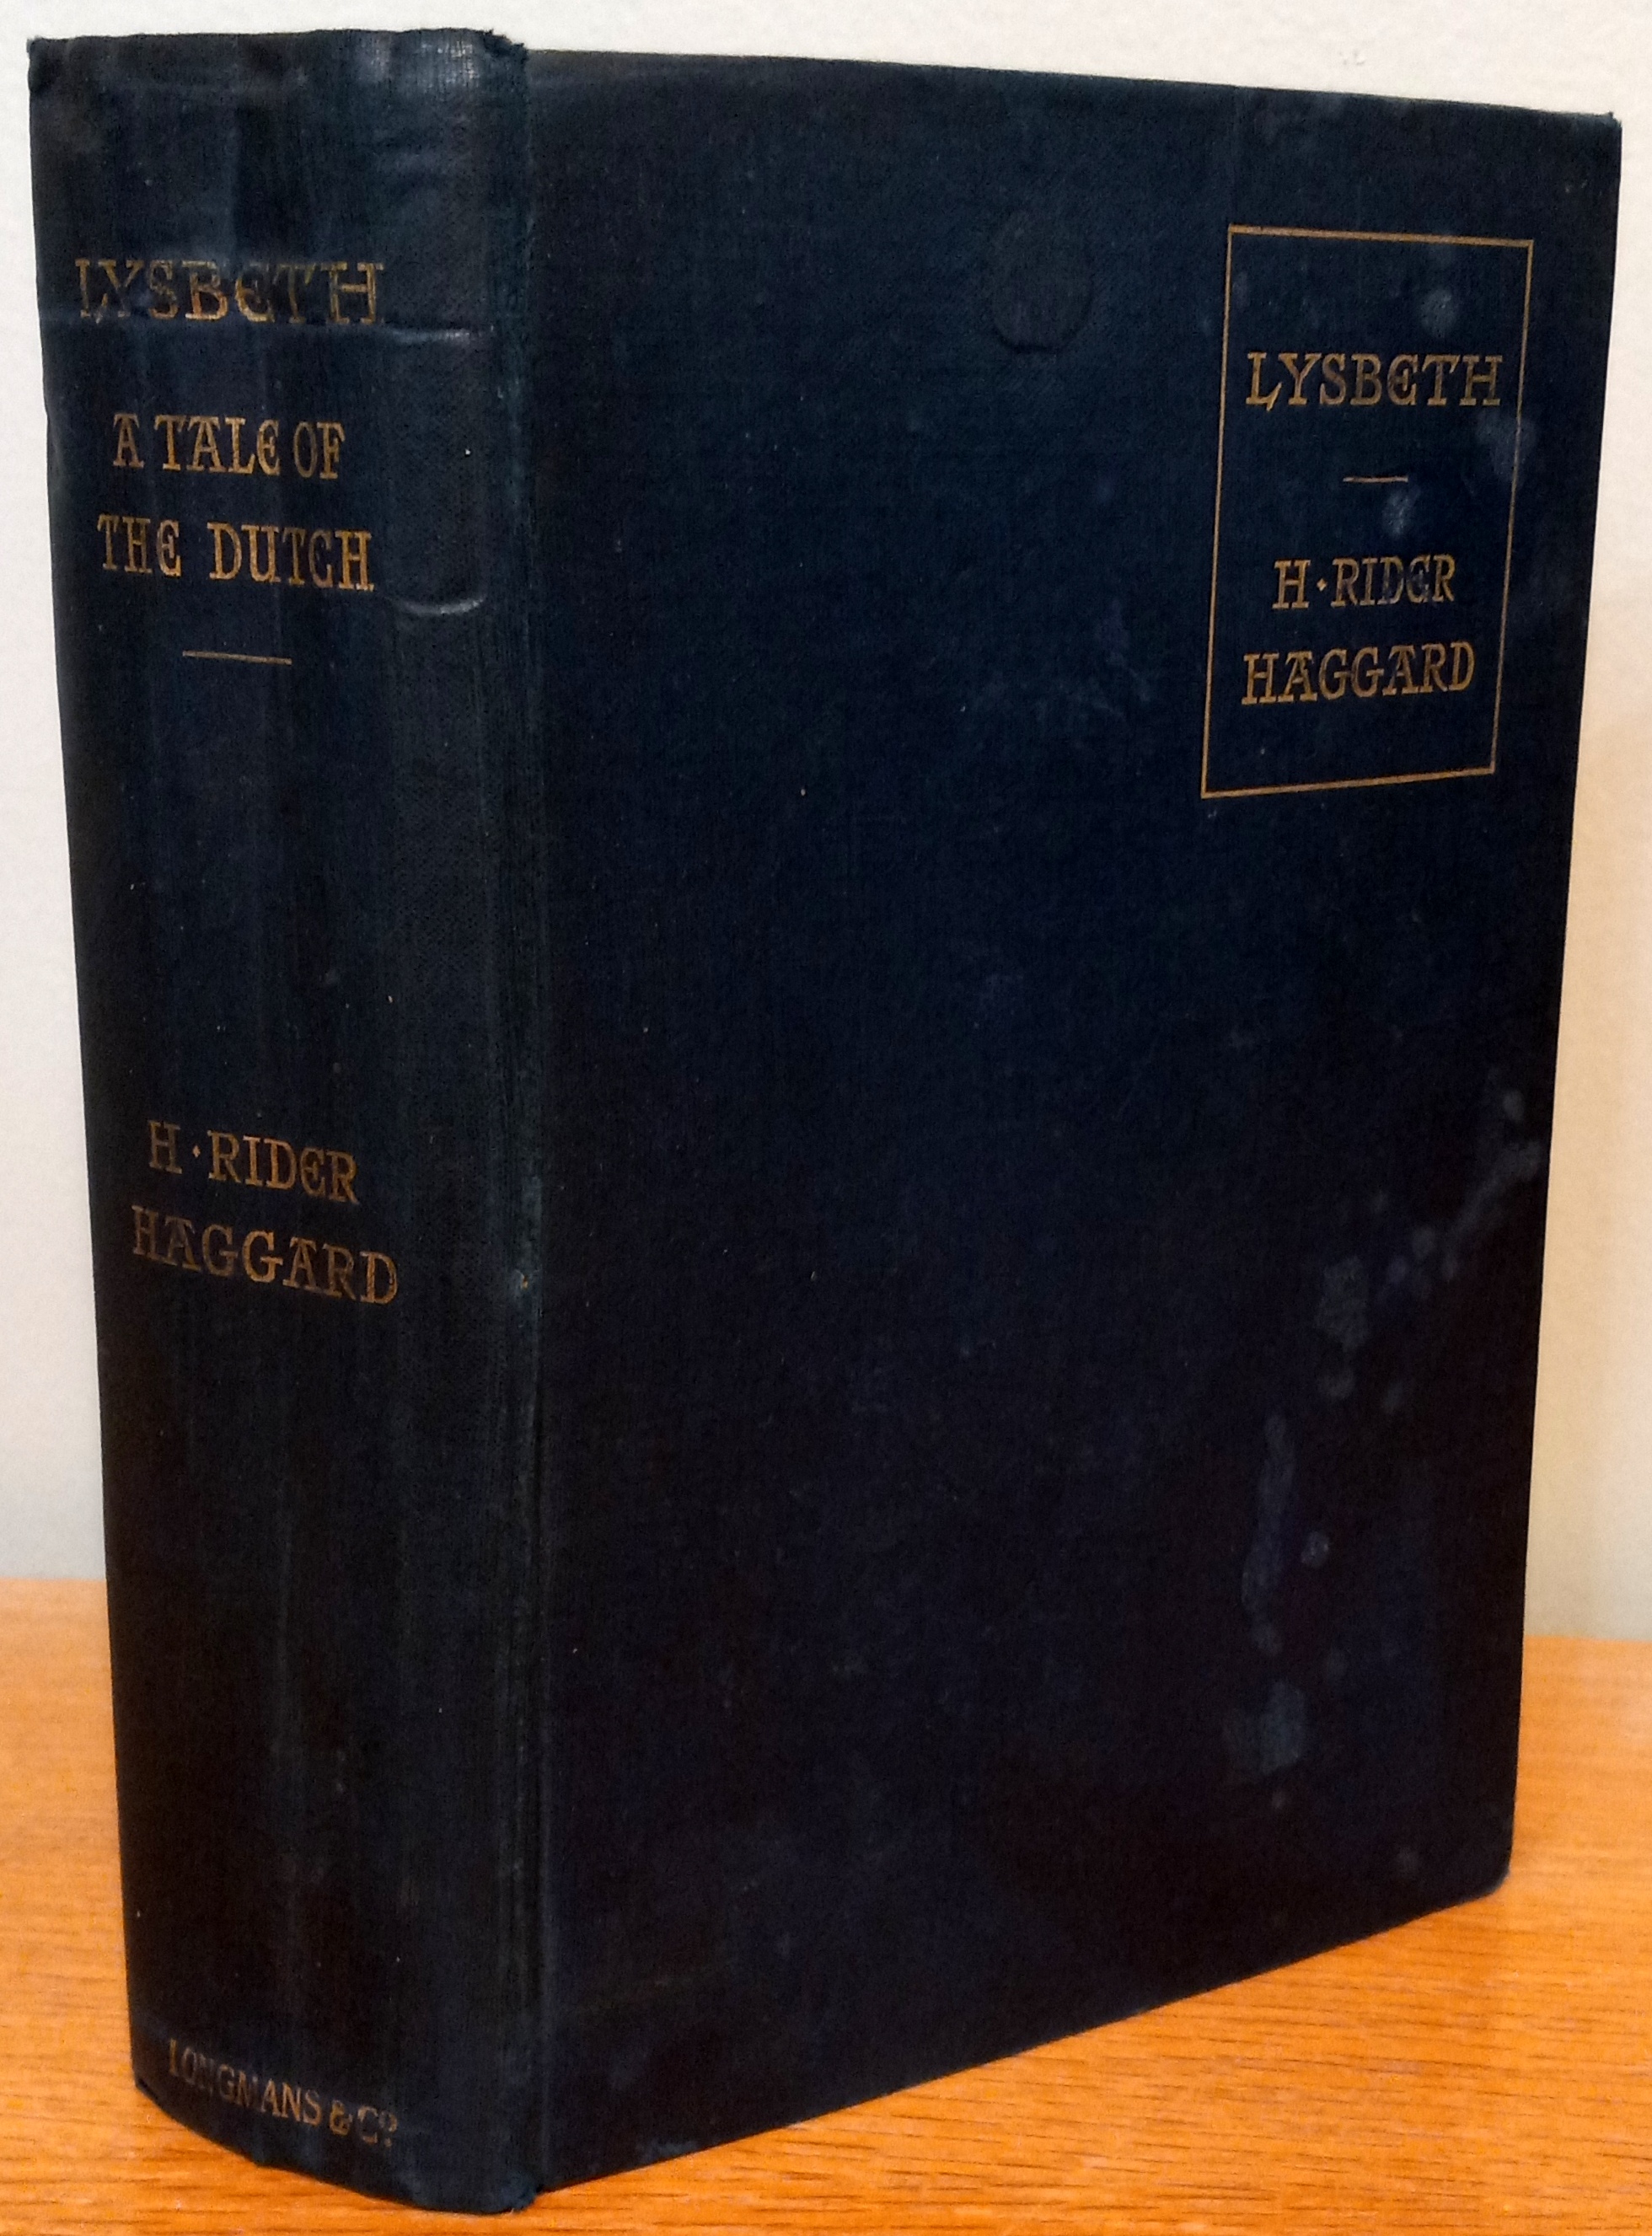 LYSBETH
A TALE OF
THE DUTCH
H·RIDER
HAGGARD
LONGMANS & Co
LYSBETH
H·RIDER
HAGGARD